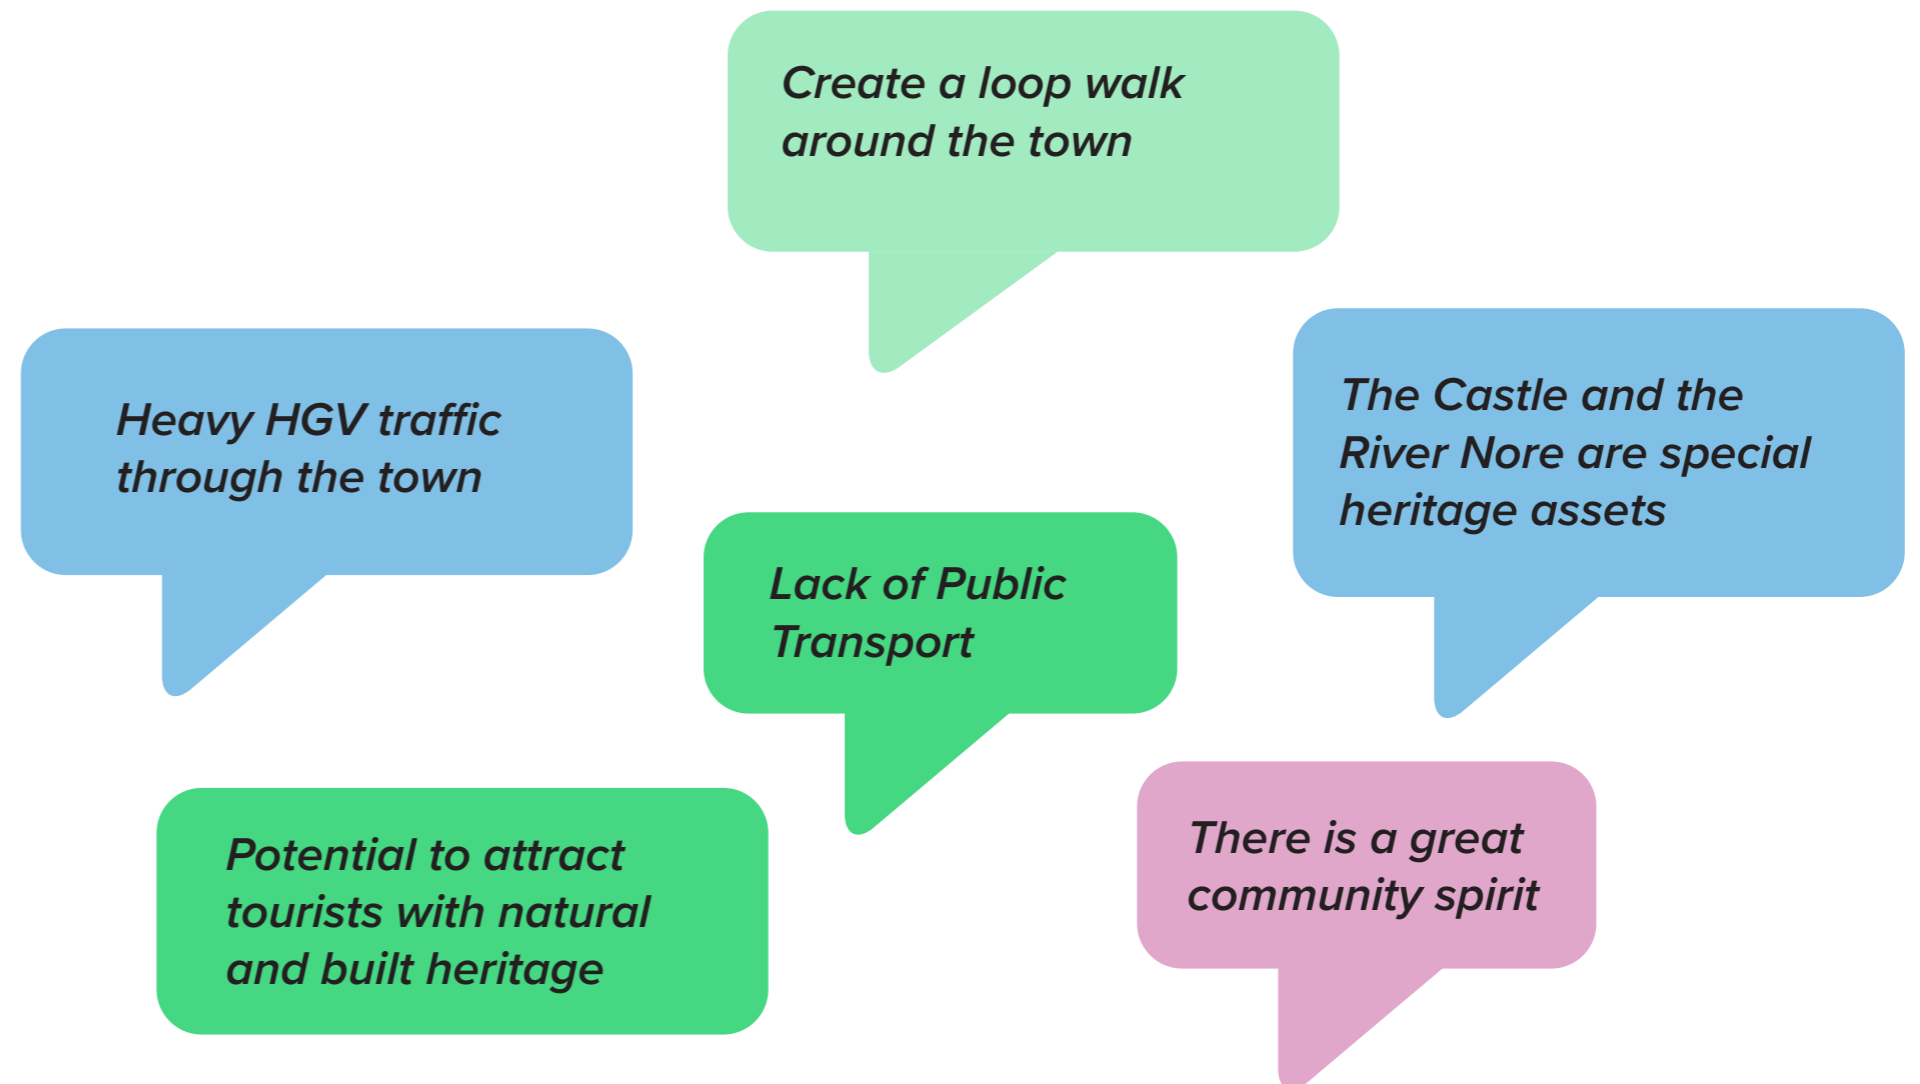 Create a loop walk
around the town
Heavy HGV traffic
through the town
The Castle and the
River Nore are special
heritage assets
Lack of Public
Transport
Potential to attract
tourists with natural
and built heritage
There is a great
community spirit